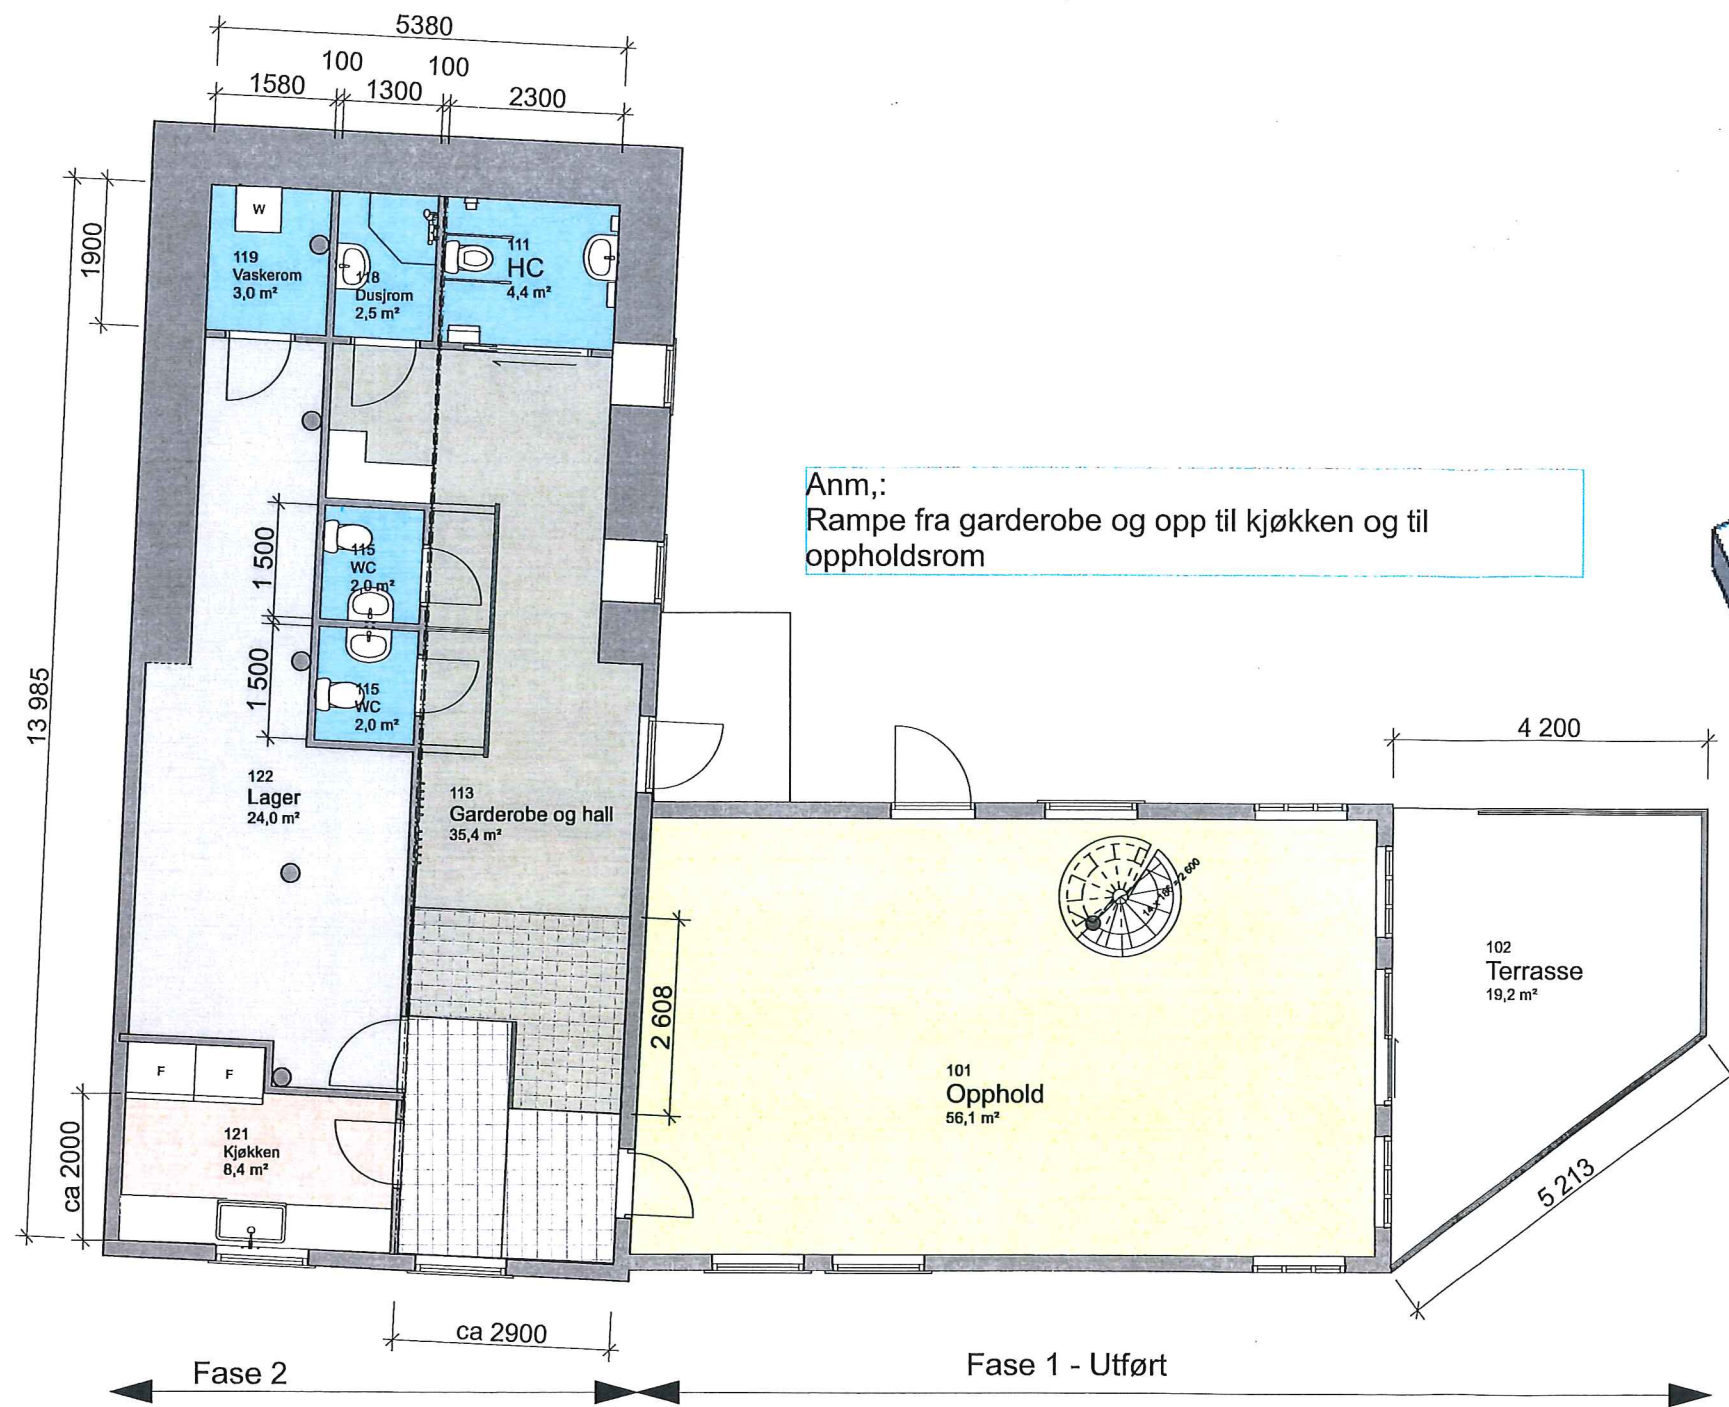 5380
100
100
1580
1300
2300
1900
W
119
Vaskerom
3,0 m²
118
Dusjrom
2,5 m²
111
HC
4,4 m²
Anm,:
Rampe fra garderobe og opp til kjøkken og til
oppholdsrom
1 500
115
WC
2,0 m²
1 500
115
WC
2,0 m²
13 985
4 200
122
Lager
24,0 m²
113
Garderobe og hall
35,4 m²
102
Terrasse
19,2 m²
2 608
101
Opphold
56,1 m²
F
F
ca 2000
121
Kjøkken
8,4 m²
5 213
ca 2900
Fase 2
Fase 1 - Utført